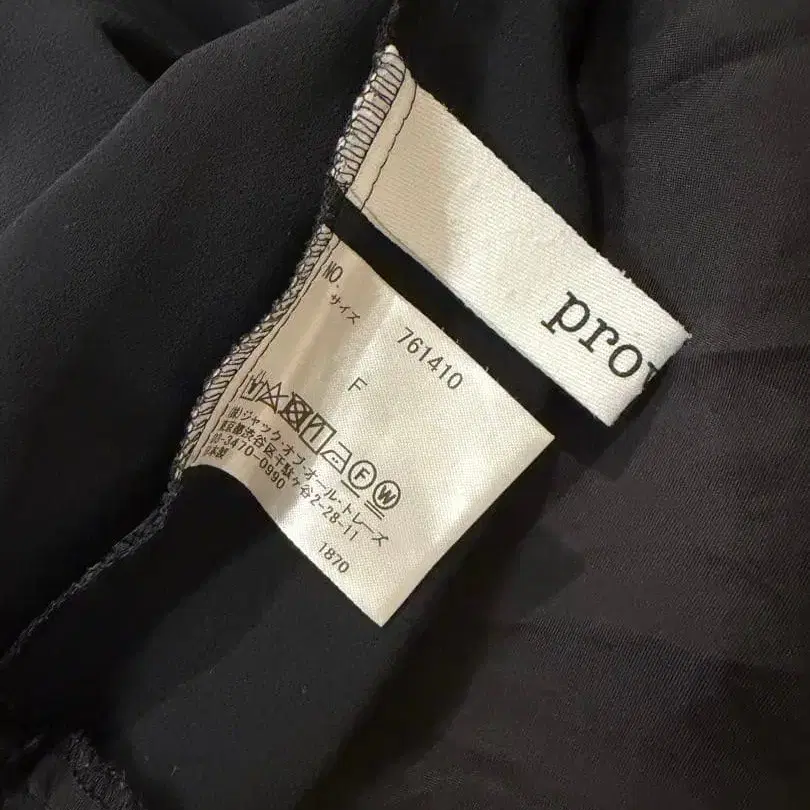 prov
NO. 761410
サイズ F
F W
(株)ジャック・オブ・オール・トレーズ
東京都渋谷区千駄ケ谷2-28-11
03-3470-0990 1870
日本製